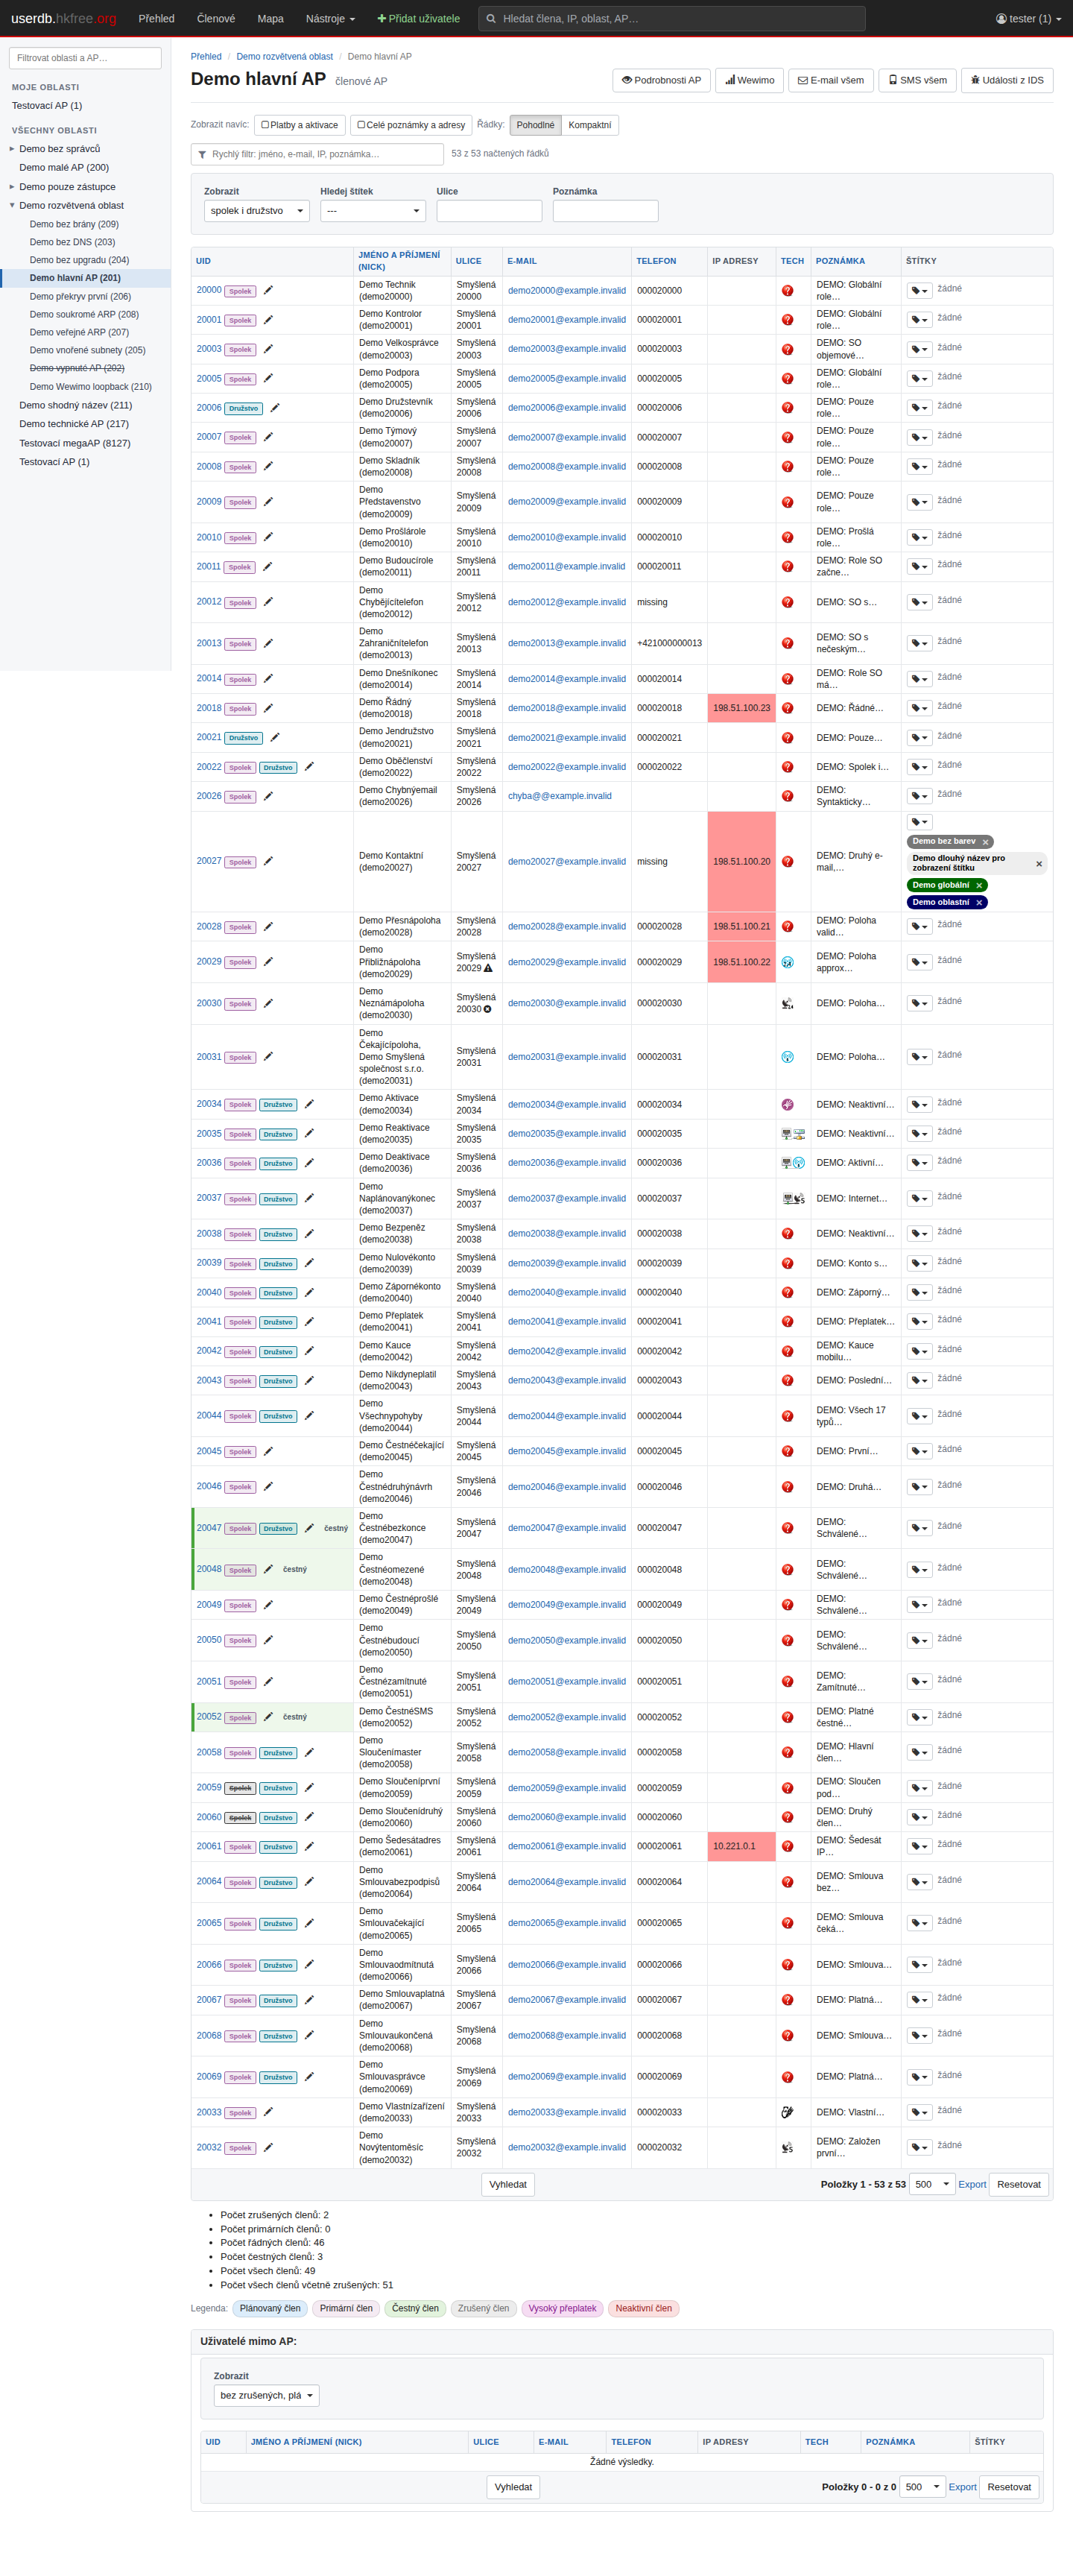 userdb.hkfree.org Přehled Členové Mapa Nástroje Přidat uživatele Hledat člena, IP, oblast, AP… tester (1)
Filtrovat oblasti a AP…
MOJE OBLASTI
Testovací AP (1)
VŠECHNY OBLASTI
Demo bez správců
Demo malé AP (200)
Demo pouze zástupce
Demo rozvětvená oblast
Demo bez brány (209)
Demo bez DNS (203)
Demo bez upgradu (204)
Demo hlavní AP (201)
Demo překryv první (206)
Demo soukromé ARP (208)
Demo veřejné ARP (207)
Demo vnořené subnety (205)
Demo vypnuté AP (202)
Demo Wewimo loopback (210)
Demo shodný název (211)
Demo technické AP (217)
Testovací megaAP (8127)
Testovací AP (1)
Přehled / Demo rozvětvená oblast / Demo hlavní AP
Demo hlavní AP členové AP
Podrobnosti AP Wewimo E-mail všem SMS všem Události z IDS
Zobrazit navíc: Platby a aktivace Celé poznámky a adresy Řádky: Pohodlné Kompaktní
Rychlý filtr: jméno, e-mail, IP, poznámka… 53 z 53 načtených řádků
Zobrazit Hledej štítek Ulice Poznámka
spolek i družstvo ---
UID JMÉNO A PŘÍJMENÍ (NICK) ULICE E-MAIL TELEFON IP ADRESY TECH POZNÁMKA ŠTÍTKY
20000 Spolek Demo Technik (demo20000) Smyšlená 20000 demo20000@example.invalid 000020000 DEMO: Globální role… žádné
20001 Spolek Demo Kontrolor (demo20001) Smyšlená 20001 demo20001@example.invalid 000020001 DEMO: Globální role… žádné
20003 Spolek Demo Velkosprávce (demo20003) Smyšlená 20003 demo20003@example.invalid 000020003 DEMO: SO objemové… žádné
20005 Spolek Demo Podpora (demo20005) Smyšlená 20005 demo20005@example.invalid 000020005 DEMO: Globální role… žádné
20006 Družstvo Demo Družstevník (demo20006) Smyšlená 20006 demo20006@example.invalid 000020006 DEMO: Pouze role… žádné
20007 Spolek Demo Týmový (demo20007) Smyšlená 20007 demo20007@example.invalid 000020007 DEMO: Pouze role… žádné
20008 Spolek Demo Skladník (demo20008) Smyšlená 20008 demo20008@example.invalid 000020008 DEMO: Pouze role… žádné
20009 Spolek Demo Představenstvo (demo20009) Smyšlená 20009 demo20009@example.invalid 000020009 DEMO: Pouze role… žádné
20010 Spolek Demo Prošlárole (demo20010) Smyšlená 20010 demo20010@example.invalid 000020010 DEMO: Prošlá role… žádné
20011 Spolek Demo Budoucírole (demo20011) Smyšlená 20011 demo20011@example.invalid 000020011 DEMO: Role SO začne… žádné
20012 Spolek Demo Chybějícítelefon (demo20012) Smyšlená 20012 demo20012@example.invalid missing DEMO: SO s… žádné
20013 Spolek Demo Zahraničnítelefon (demo20013) Smyšlená 20013 demo20013@example.invalid +421000000013 DEMO: SO s nečeským… žádné
20014 Spolek Demo Dnešníkonec (demo20014) Smyšlená 20014 demo20014@example.invalid 000020014 DEMO: Role SO má… žádné
20018 Spolek Demo Řádný (demo20018) Smyšlená 20018 demo20018@example.invalid 000020018 198.51.100.23 DEMO: Řádné… žádné
20021 Družstvo Demo Jendružstvo (demo20021) Smyšlená 20021 demo20021@example.invalid 000020021 DEMO: Pouze… žádné
20022 Spolek Družstvo Demo Oběčlenství (demo20022) Smyšlená 20022 demo20022@example.invalid 000020022 DEMO: Spolek i… žádné
20026 Spolek Demo Chybnýemail (demo20026) Smyšlená 20026 chyba@@example.invalid DEMO: Syntakticky… žádné
20027 Spolek Demo Kontaktní (demo20027) Smyšlená 20027 demo20027@example.invalid missing 198.51.100.20 DEMO: Druhý e-mail,… Demo bez barev Demo dlouhý název pro zobrazení štítku Demo globální Demo oblastní
20028 Spolek Demo Přesnápoloha (demo20028) Smyšlená 20028 demo20028@example.invalid 000020028 198.51.100.21 DEMO: Poloha valid… žádné
20029 Spolek Demo Přibližnápoloha (demo20029) Smyšlená 20029 demo20029@example.invalid 000020029 198.51.100.22 DEMO: Poloha approx… žádné
20030 Spolek Demo Neznámápoloha (demo20030) Smyšlená 20030 demo20030@example.invalid 000020030 DEMO: Poloha… žádné
20031 Spolek Demo Čekajícípoloha, Demo Smyšlená společnost s.r.o. (demo20031) Smyšlená 20031 demo20031@example.invalid 000020031 DEMO: Poloha… žádné
20034 Spolek Družstvo Demo Aktivace (demo20034) Smyšlená 20034 demo20034@example.invalid 000020034 DEMO: Neaktivní… žádné
20035 Spolek Družstvo Demo Reaktivace (demo20035) Smyšlená 20035 demo20035@example.invalid 000020035 DEMO: Neaktivní… žádné
20036 Spolek Družstvo Demo Deaktivace (demo20036) Smyšlená 20036 demo20036@example.invalid 000020036 DEMO: Aktivní… žádné
20037 Spolek Družstvo Demo Naplánovanýkonec (demo20037) Smyšlená 20037 demo20037@example.invalid 000020037 DEMO: Internet… žádné
20038 Spolek Družstvo Demo Bezpeněz (demo20038) Smyšlená 20038 demo20038@example.invalid 000020038 DEMO: Neaktivní… žádné
20039 Spolek Družstvo Demo Nulovékonto (demo20039) Smyšlená 20039 demo20039@example.invalid 000020039 DEMO: Konto s… žádné
20040 Spolek Družstvo Demo Zápornékonto (demo20040) Smyšlená 20040 demo20040@example.invalid 000020040 DEMO: Záporný… žádné
20041 Spolek Družstvo Demo Přeplatek (demo20041) Smyšlená 20041 demo20041@example.invalid 000020041 DEMO: Přeplatek… žádné
20042 Spolek Družstvo Demo Kauce (demo20042) Smyšlená 20042 demo20042@example.invalid 000020042 DEMO: Kauce mobilu… žádné
20043 Spolek Družstvo Demo Nikdyneplatil (demo20043) Smyšlená 20043 demo20043@example.invalid 000020043 DEMO: Poslední… žádné
20044 Spolek Družstvo Demo Všechnypohyby (demo20044) Smyšlená 20044 demo20044@example.invalid 000020044 DEMO: Všech 17 typů… žádné
20045 Spolek Demo Čestnéčekající (demo20045) Smyšlená 20045 demo20045@example.invalid 000020045 DEMO: První… žádné
20046 Spolek Demo Čestnédruhýnávrh (demo20046) Smyšlená 20046 demo20046@example.invalid 000020046 DEMO: Druhá… žádné
20047 Spolek Družstvo čestný Demo Čestnébezkonce (demo20047) Smyšlená 20047 demo20047@example.invalid 000020047 DEMO: Schválené… žádné
20048 Spolek čestný Demo Čestnéomezené (demo20048) Smyšlená 20048 demo20048@example.invalid 000020048 DEMO: Schválené… žádné
20049 Spolek Demo Čestnéprošlé (demo20049) Smyšlená 20049 demo20049@example.invalid 000020049 DEMO: Schválené… žádné
20050 Spolek Demo Čestnébudoucí (demo20050) Smyšlená 20050 demo20050@example.invalid 000020050 DEMO: Schválené… žádné
20051 Spolek Demo Čestnézamítnuté (demo20051) Smyšlená 20051 demo20051@example.invalid 000020051 DEMO: Zamítnuté… žádné
20052 Spolek čestný Demo ČestnéSMS (demo20052) Smyšlená 20052 demo20052@example.invalid 000020052 DEMO: Platné čestné… žádné
20058 Spolek Družstvo Demo Sloučenímaster (demo20058) Smyšlená 20058 demo20058@example.invalid 000020058 DEMO: Hlavní člen… žádné
20059 Spolek Družstvo Demo Sloučeníprvní (demo20059) Smyšlená 20059 demo20059@example.invalid 000020059 DEMO: Sloučen pod… žádné
20060 Spolek Družstvo Demo Sloučenídruhý (demo20060) Smyšlená 20060 demo20060@example.invalid 000020060 DEMO: Druhý člen… žádné
20061 Spolek Družstvo Demo Šedesátadres (demo20061) Smyšlená 20061 demo20061@example.invalid 000020061 10.221.0.1 DEMO: Šedesát IP… žádné
20064 Spolek Družstvo Demo Smlouvabezpodpisů (demo20064) Smyšlená 20064 demo20064@example.invalid 000020064 DEMO: Smlouva bez… žádné
20065 Spolek Družstvo Demo Smlouvačekající (demo20065) Smyšlená 20065 demo20065@example.invalid 000020065 DEMO: Smlouva čeká… žádné
20066 Spolek Družstvo Demo Smlouvaodmítnutá (demo20066) Smyšlená 20066 demo20066@example.invalid 000020066 DEMO: Smlouva… žádné
20067 Spolek Družstvo Demo Smlouvaplatná (demo20067) Smyšlená 20067 demo20067@example.invalid 000020067 DEMO: Platná… žádné
20068 Spolek Družstvo Demo Smlouvaukončená (demo20068) Smyšlená 20068 demo20068@example.invalid 000020068 DEMO: Smlouva… žádné
20069 Spolek Družstvo Demo Smlouvasprávce (demo20069) Smyšlená 20069 demo20069@example.invalid 000020069 DEMO: Platná… žádné
20033 Spolek Demo Vlastnízařízení (demo20033) Smyšlená 20033 demo20033@example.invalid 000020033 DEMO: Vlastní… žádné
20032 Spolek Demo Novýtentoměsíc (demo20032) Smyšlená 20032 demo20032@example.invalid 000020032 DEMO: Založen první… žádné
Vyhledat Položky 1 - 53 z 53 500 Export Resetovat
Počet zrušených členů: 2
Počet primárních členů: 0
Počet řádných členů: 46
Počet čestných členů: 3
Počet všech členů: 49
Počet všech členů včetně zrušených: 51
Legenda: Plánovaný člen Primární člen Čestný člen Zrušený člen Vysoký přeplatek Neaktivní člen
Uživatelé mimo AP:
Zobrazit
bez zrušených, plá
UID JMÉNO A PŘÍJMENÍ (NICK) ULICE E-MAIL TELEFON IP ADRESY TECH POZNÁMKA ŠTÍTKY
Žádné výsledky.
Vyhledat Položky 0 - 0 z 0 500 Export Resetovat